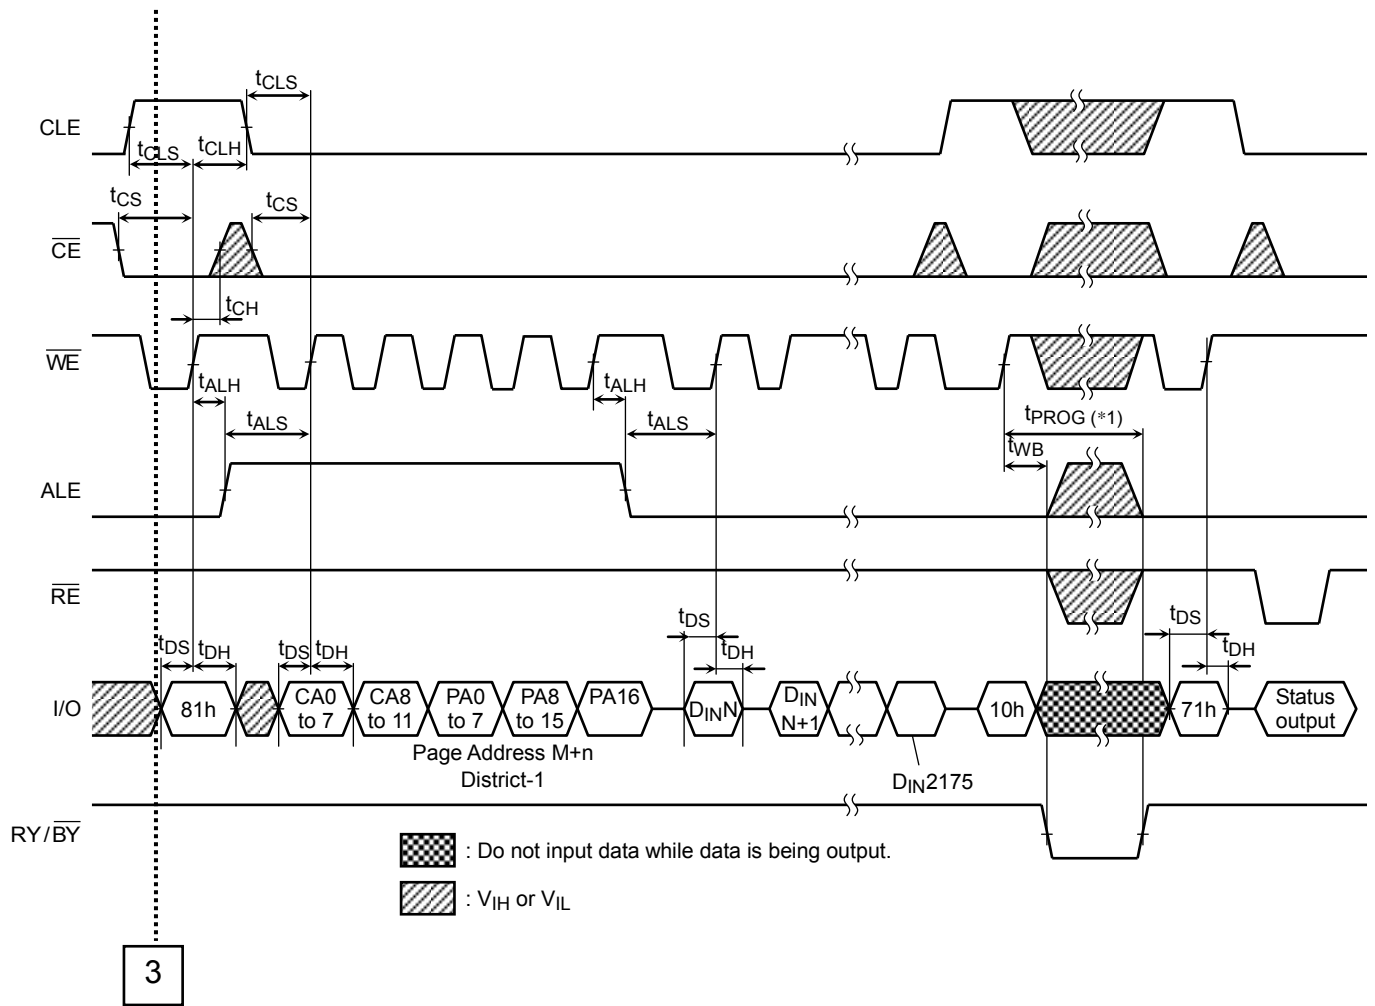 tCLS
CLE
tCLS
tCLH
tCS
tCS
CE
tCH
WE
tALH
tALH
tPROG (*1)
tALS
tALS
tWB
ALE
RE
tDS
tDS
tDS
tDH
tDS
tDH
tDH
tDH
I/O
81h
CA0 to 7
CA8 to 11
PA0 to 7
PA8 to 15
PA16
DINN
DIN N+1
10h
71h
Status output
Page Address M+n
District-1
DIN2175
RY/BY
: Do not input data while data is being output.
: VIH or VIL
3